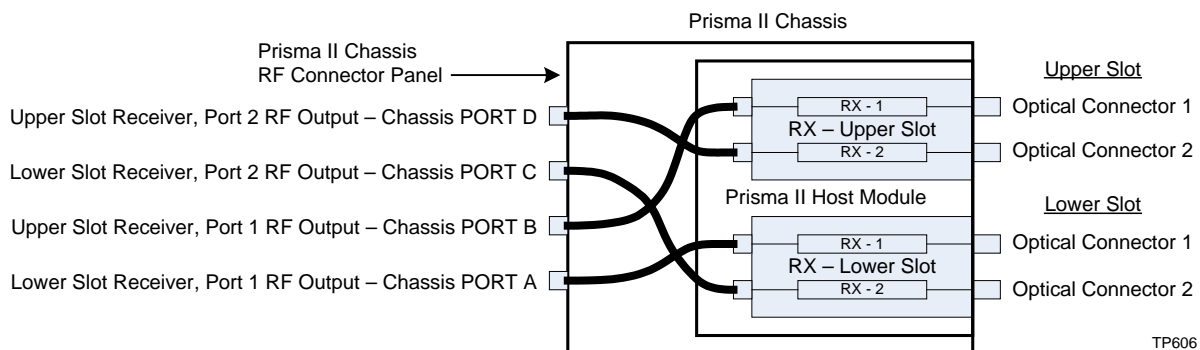 Prisma II Chassis
Prisma II Chassis
RF Connector Panel
Upper Slot Receiver, Port 2 RF Output – Chassis PORT D
Lower Slot Receiver, Port 2 RF Output – Chassis PORT C
Upper Slot Receiver, Port 1 RF Output – Chassis PORT B
Lower Slot Receiver, Port 1 RF Output – Chassis PORT A
RX - 1
RX – Upper Slot
RX - 2
Prisma II Host Module
RX - 1
RX – Lower Slot
RX - 2
Upper Slot
Optical Connector 1
Optical Connector 2
Lower Slot
Optical Connector 1
Optical Connector 2
TP606